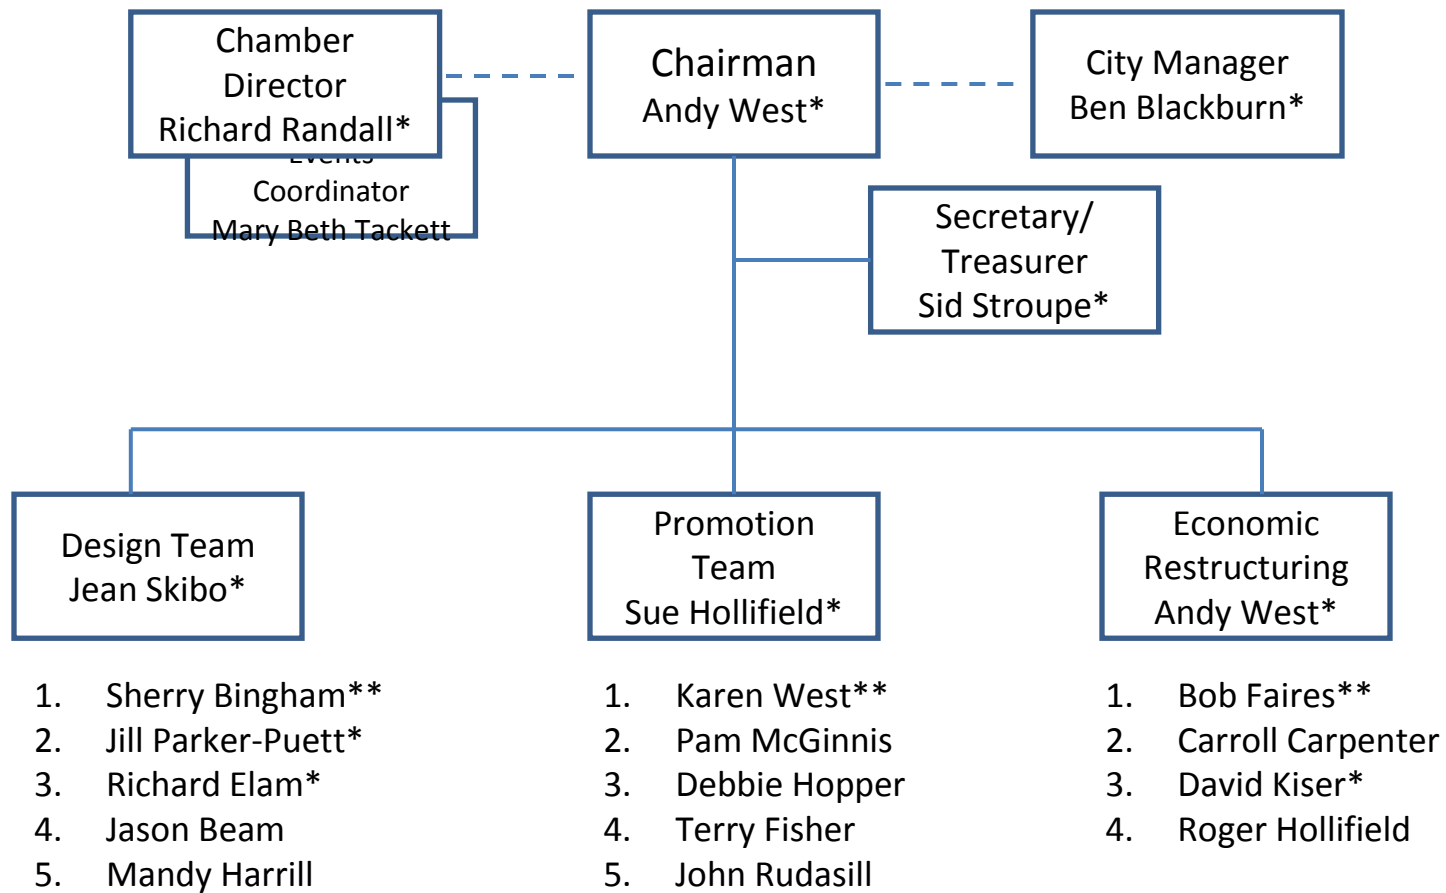 Chamber
Director
Richard Randall*
Events
Coordinator
Mary Beth Tackett
Chairman
Andy West*
City Manager
Ben Blackburn*
Secretary/
Treasurer
Sid Stroupe*
Design Team
Jean Skibo*
1. Sherry Bingham**
2. Jill Parker-Puett*
3. Richard Elam*
4. Jason Beam
5. Mandy Harrill
Promotion
Team
Sue Hollifield*
1. Karen West**
2. Pam McGinnis
3. Debbie Hopper
4. Terry Fisher
5. John Rudasill
Economic
Restructuring
Andy West*
1. Bob Faires**
2. Carroll Carpenter
3. David Kiser*
4. Roger Hollifield